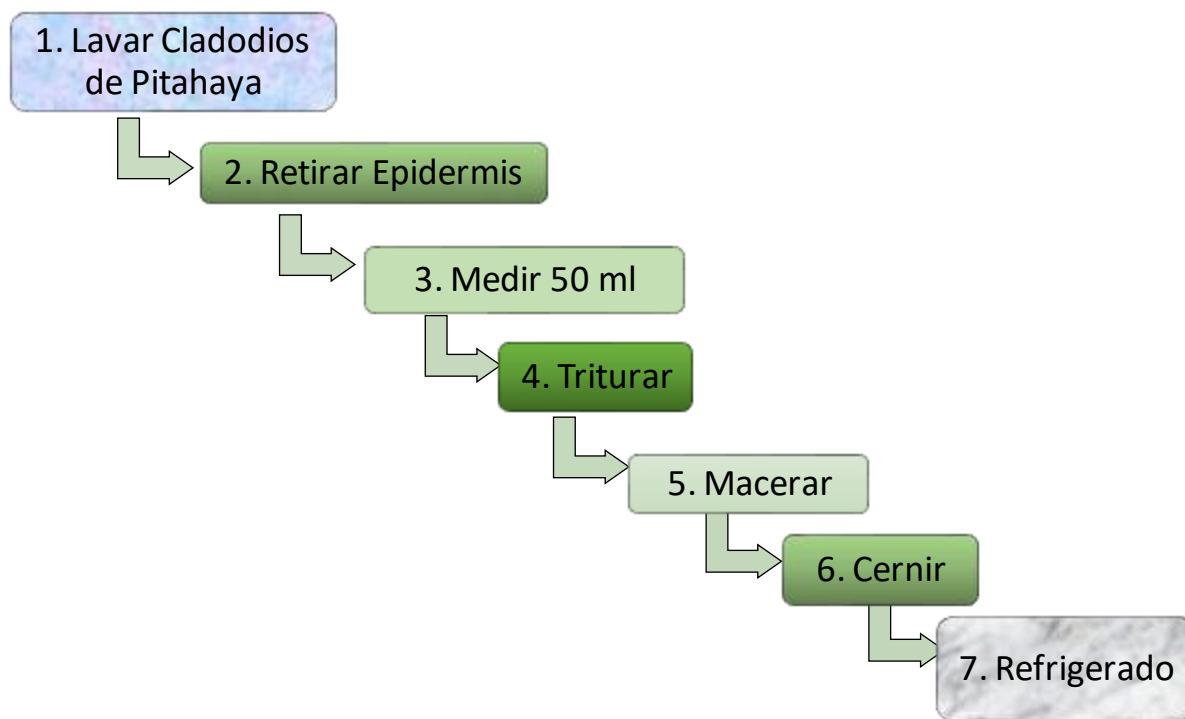 1. Lavar Cladodios
de Pitahaya
2. Retirar Epidermis
3. Medir 50 ml
4. Triturar
5. Macerar
6. Cernir
7. Refrigerado